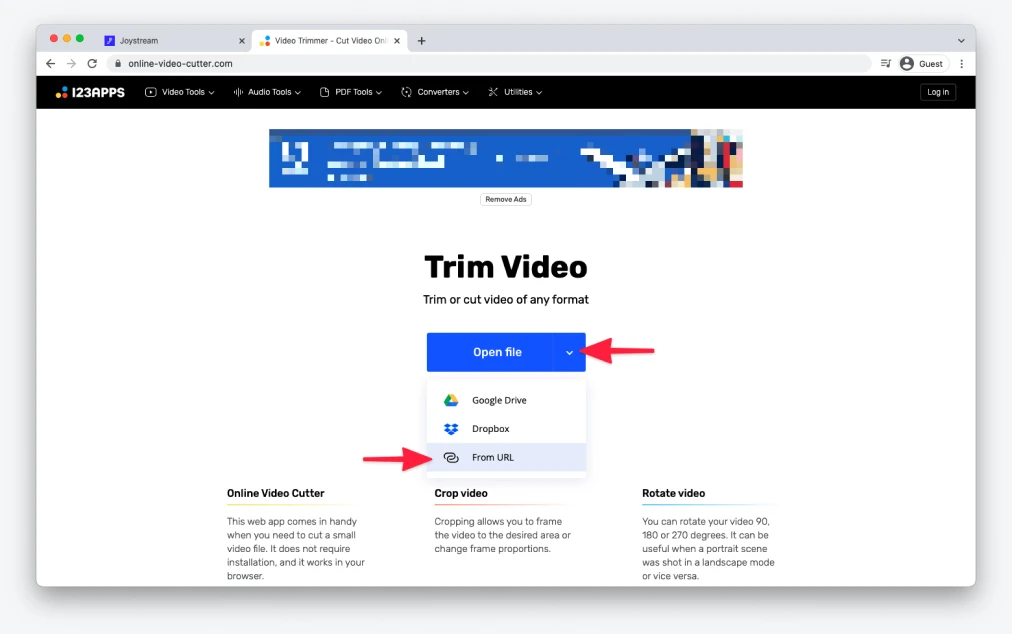 Joystream
Video Trimmer - Cut Video Onl
online-video-cutter.com
Guest
123APPS
Video Tools
Audio Tools
PDF Tools
Converters
Utilities
Log in
Remove Ads
Trim Video
Trim or cut video of any format
Open file
Google Drive
Dropbox
From URL
Online Video Cutter
This web app comes in handy
when you need to cut a small
video file. It does not require
installation, and it works in your
browser.
Crop video
Cropping allows you to frame
the video to the desired area or
change frame proportions.
Rotate video
You can rotate your video 90,
180 or 270 degrees. It can be
useful when a portrait scene
was shot in a landscape mode
or vice versa.